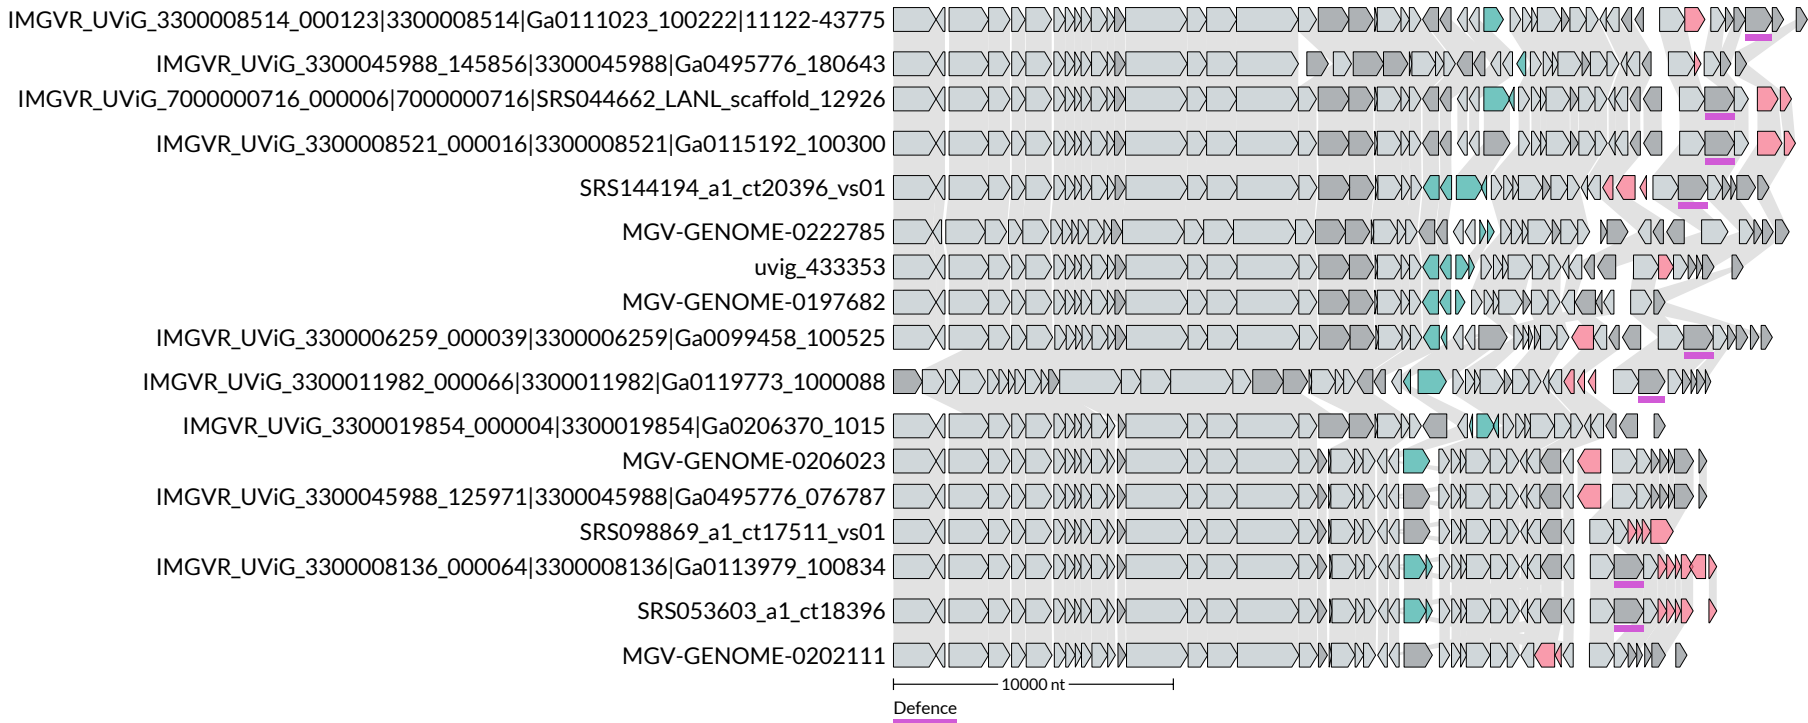 IMGVR_UViG_3300008514_000123|3300008514|Ga0111023_100222|11122-43775
IMGVR_UViG_3300045988_145856|3300045988|Ga0495776_180643
IMGVR_UViG_7000000716_000006|7000000716|SRS044662_LANL_scaffold_12926
IMGVR_UViG_3300008521_000016|3300008521|Ga0115192_100300
SRS144194_a1_ct20396_vs01
MGV-GENOME-0222785
uvig_433353
MGV-GENOME-0197682
IMGVR_UViG_3300006259_000039|3300006259|Ga0099458_100525
IMGVR_UViG_3300011982_000066|3300011982|Ga0119773_1000088
IMGVR_UViG_3300019854_000004|3300019854|Ga0206370_1015
MGV-GENOME-0206023
IMGVR_UViG_3300045988_125971|3300045988|Ga0495776_076787
SRS098869_a1_ct17511_vs01
IMGVR_UViG_3300008136_000064|3300008136|Ga0113979_100834
SRS053603_a1_ct18396
MGV-GENOME-0202111
10000 nt
Defence